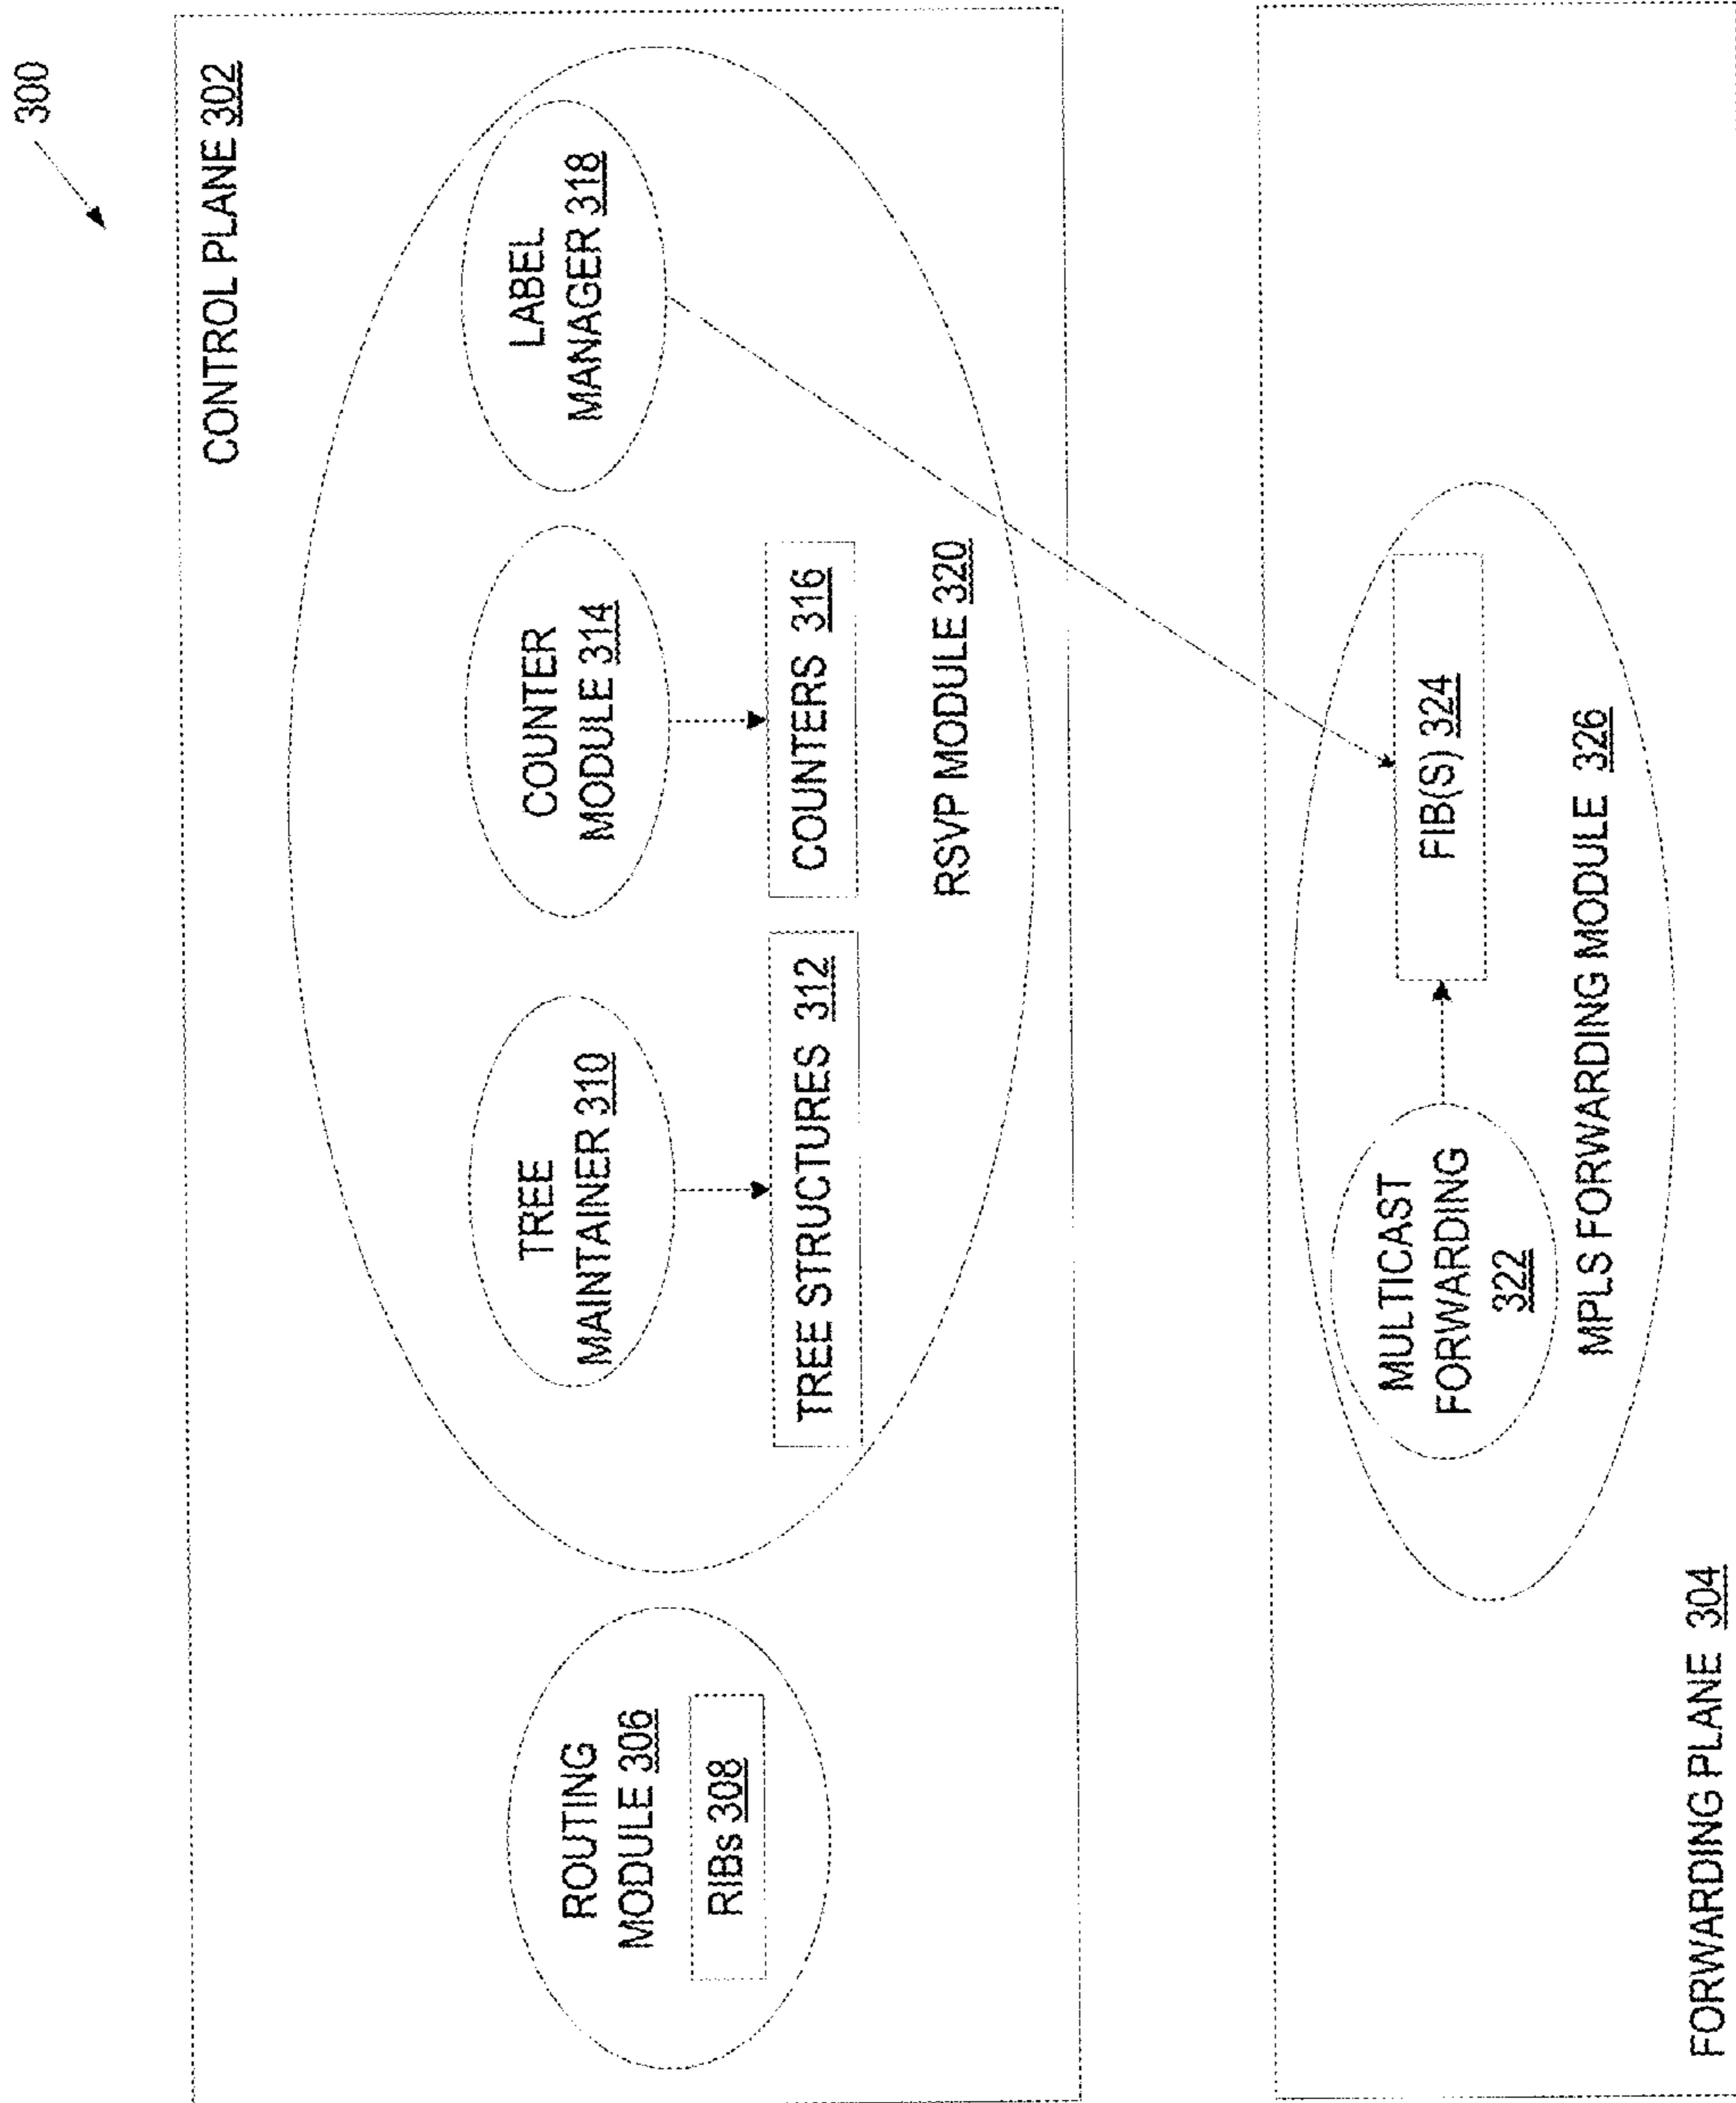 300
CONTROL PLANE 302
ROUTING
MODULE 306
RIBs 308
TREE
MAINTAINER 310
TREE STRUCTURES 312
COUNTER
MODULE 314
COUNTERS 316
LABEL
MANAGER 318
RSVP MODULE 320
MULTICAST
FORWARDING
322
FIB(S) 324
MPLS FORWARDING MODULE 326
FORWARDING PLANE 304